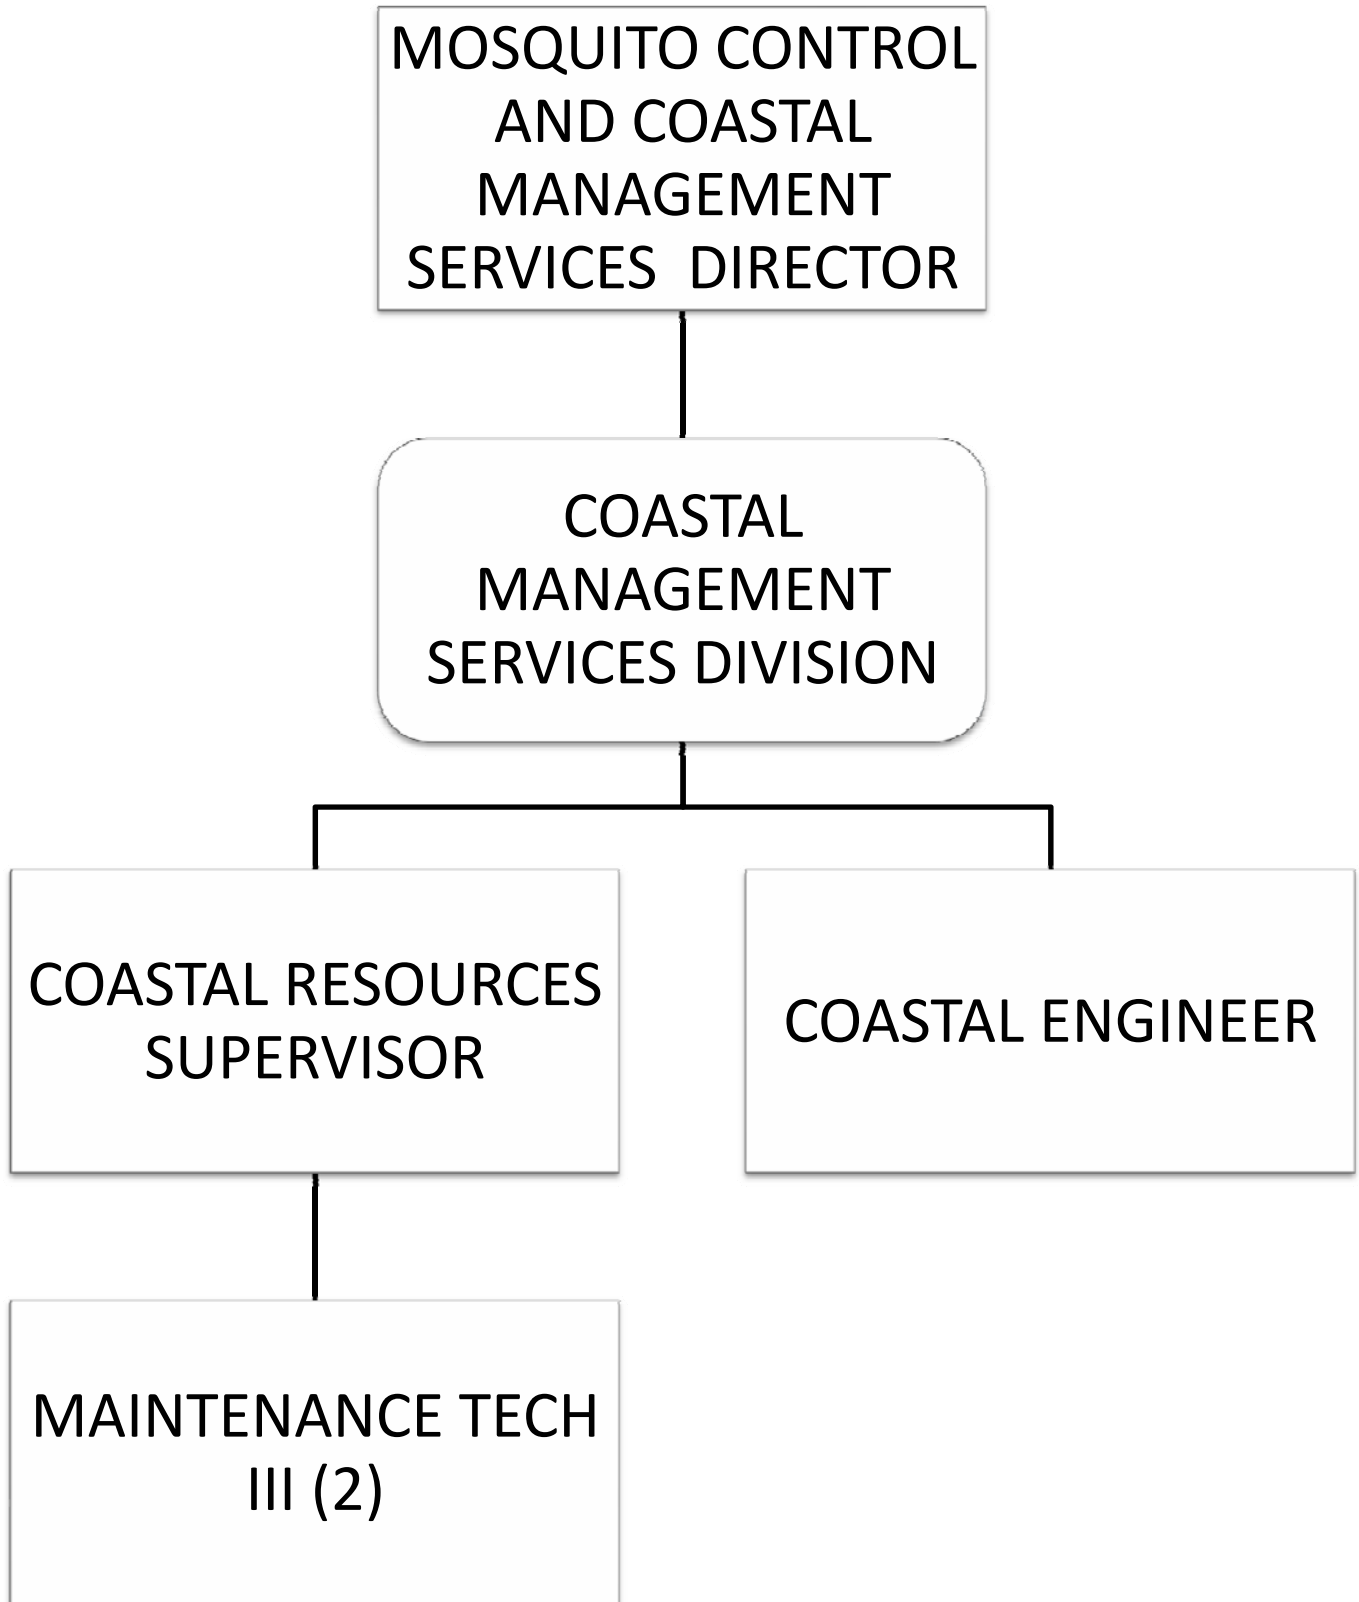 MOSQUITO CONTROL
AND COASTAL
MANAGEMENT
SERVICES  DIRECTOR
COASTAL
MANAGEMENT
SERVICES DIVISION
COASTAL RESOURCES
SUPERVISOR
COASTAL ENGINEER
MAINTENANCE TECH
III (2)